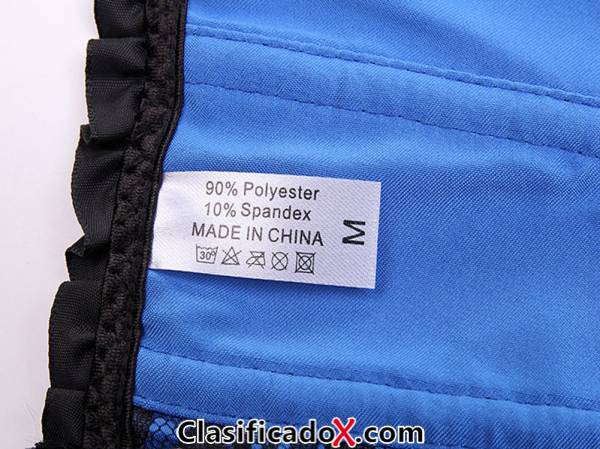 90% Polyester
10% Spandex
MADE IN CHINA
M
30°
ClasificadoX.com